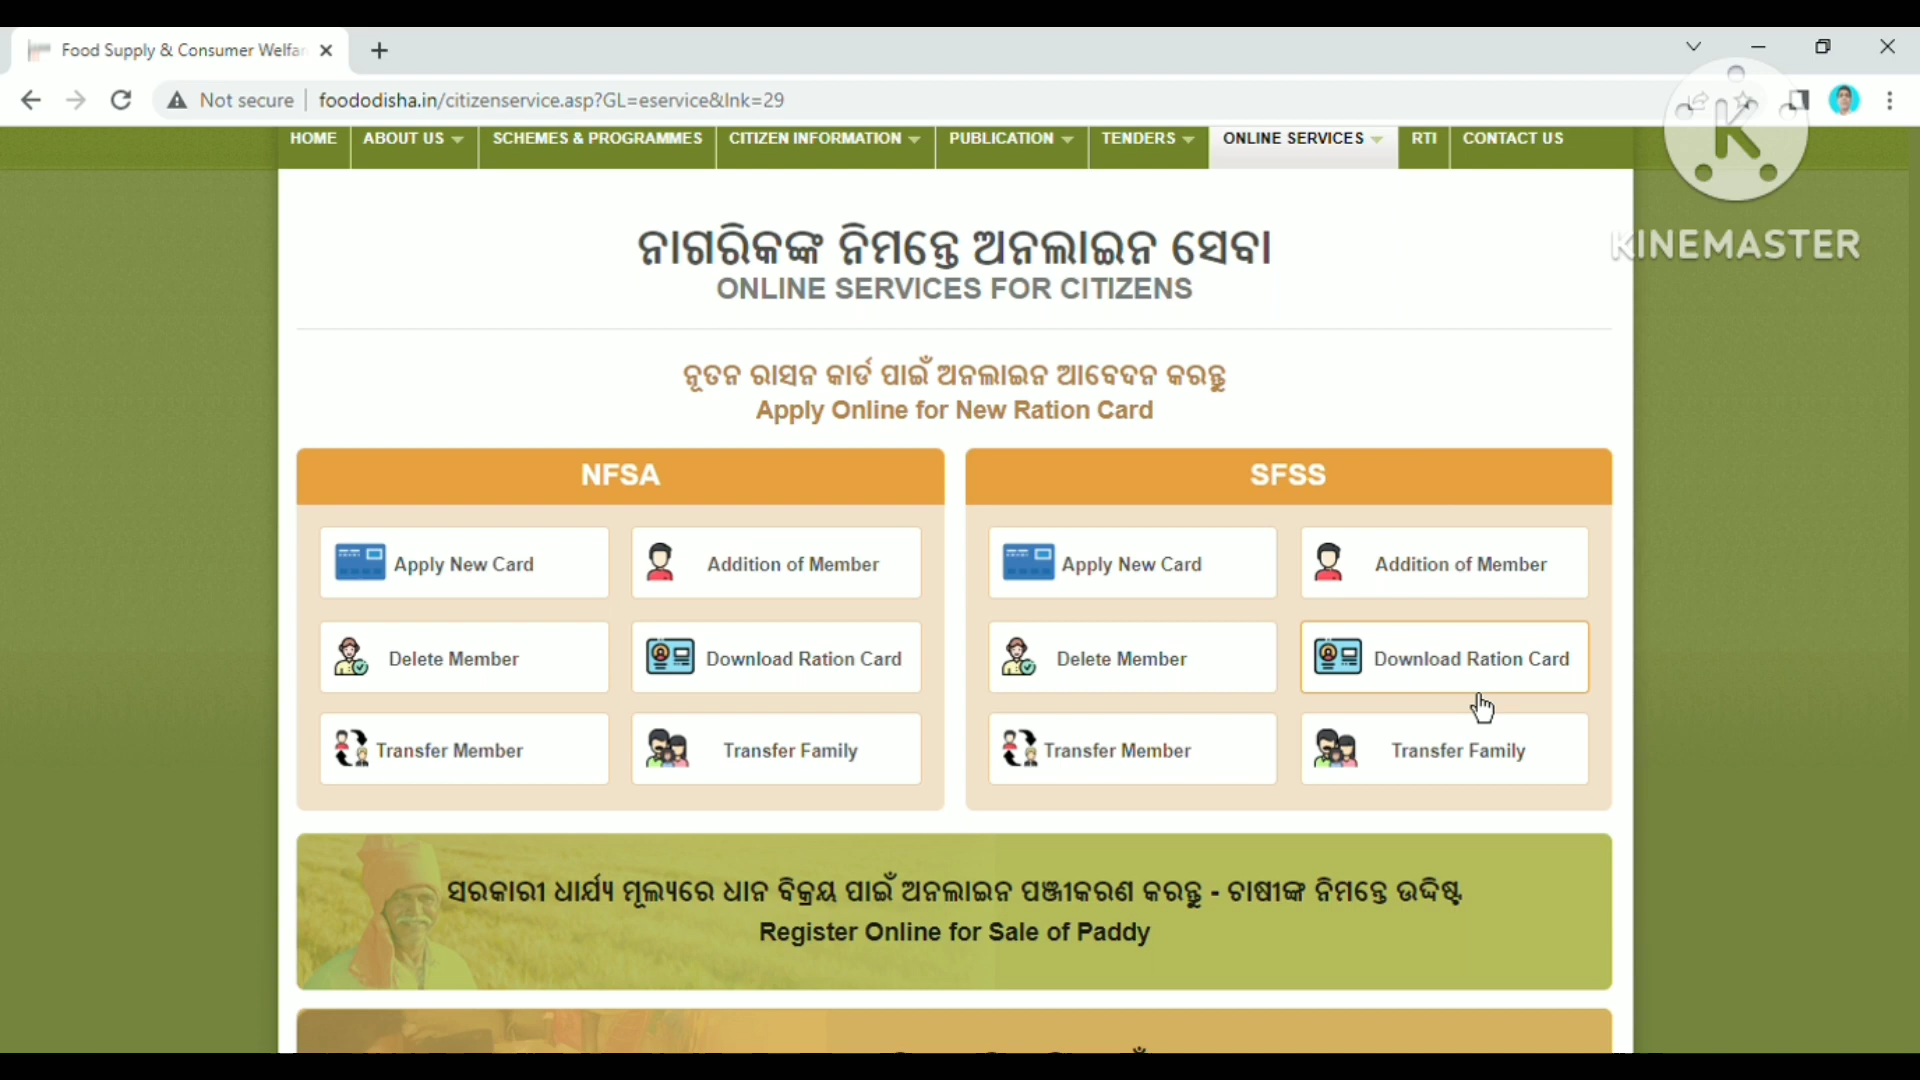 Food Supply & Consumer Welfar
Not secure
foododisha.in/citizenservice.asp?GL=eservice&lnk=29
HOME
ABOUT US
SCHEMES & PROGRAMMES
CITIZEN INFORMATION
PUBLICATION
TENDERS
ONLINE SERVICES
RTI
CONTACT US
K
KINEMASTER
ନାଗରିକଙ୍କ ନିମନ୍ତେ ଅନଲାଇନ ସେବା
ONLINE SERVICES FOR CITIZENS
ନୂତନ ରାସନ କାର୍ଡ ପାଇଁ ଅନଲାଇନ ଆବେଦନ କରନ୍ତୁ
Apply Online for New Ration Card
NFSA
Apply New Card
Addition of Member
Delete Member
Download Ration Card
Transfer Member
Transfer Family
SFSS
Apply New Card
Addition of Member
Delete Member
Download Ration Card
Transfer Member
Transfer Family
ସରକାରୀ ଧାର୍ଯ୍ୟ ମୂଲ୍ୟରେ ଧାନ ବିକ୍ରୟ ପାଇଁ ଅନଲାଇନ ପଞ୍ଜୀକରଣ କରନ୍ତୁ - ଚାଷୀଙ୍କ ନିମନ୍ତେ ଉଦ୍ଦିଷ୍ଟ
Register Online for Sale of Paddy